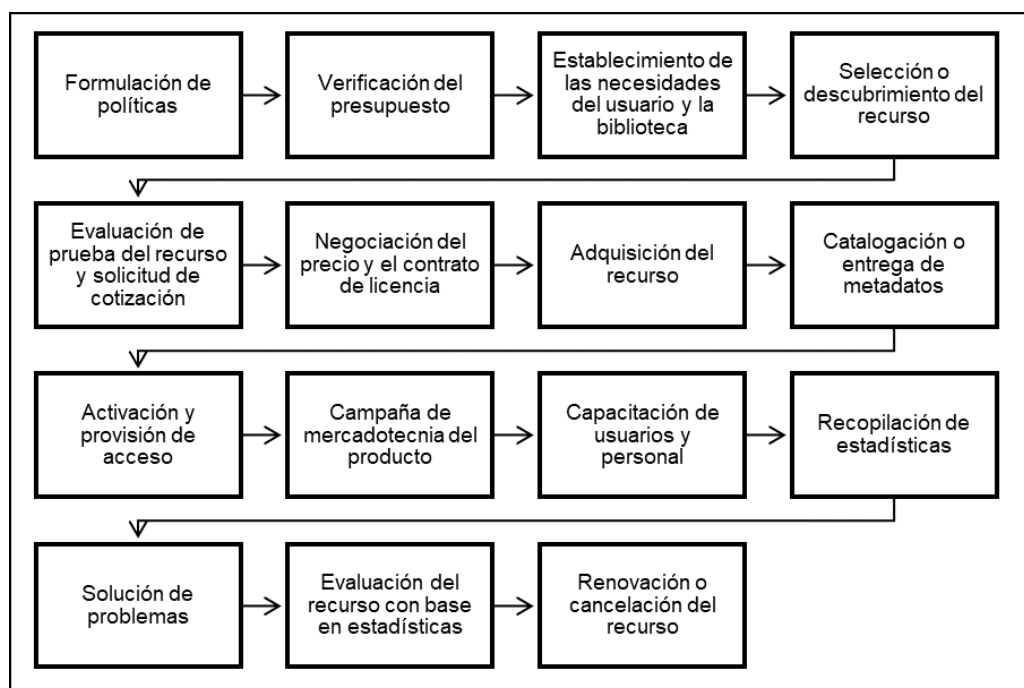 Formulación de
políticas
Verificación del
presupuesto
Establecimiento de
las necesidades
del usuario y la
biblioteca
Selección o
descubrimiento del
recurso
Evaluación de
prueba del recurso
y solicitud de
cotización
Negociación del
precio y el contrato
de licencia
Adquisición del
recurso
Catalogación o
entrega de
metadatos
Activación y
provisión de
acceso
Campaña de
mercadotecnia del
producto
Capacitación de
usuarios y
personal
Recopilación de
estadísticas
Solución de
problemas
Evaluación del
recurso con base
en estadísticas
Renovación o
cancelación del
recurso